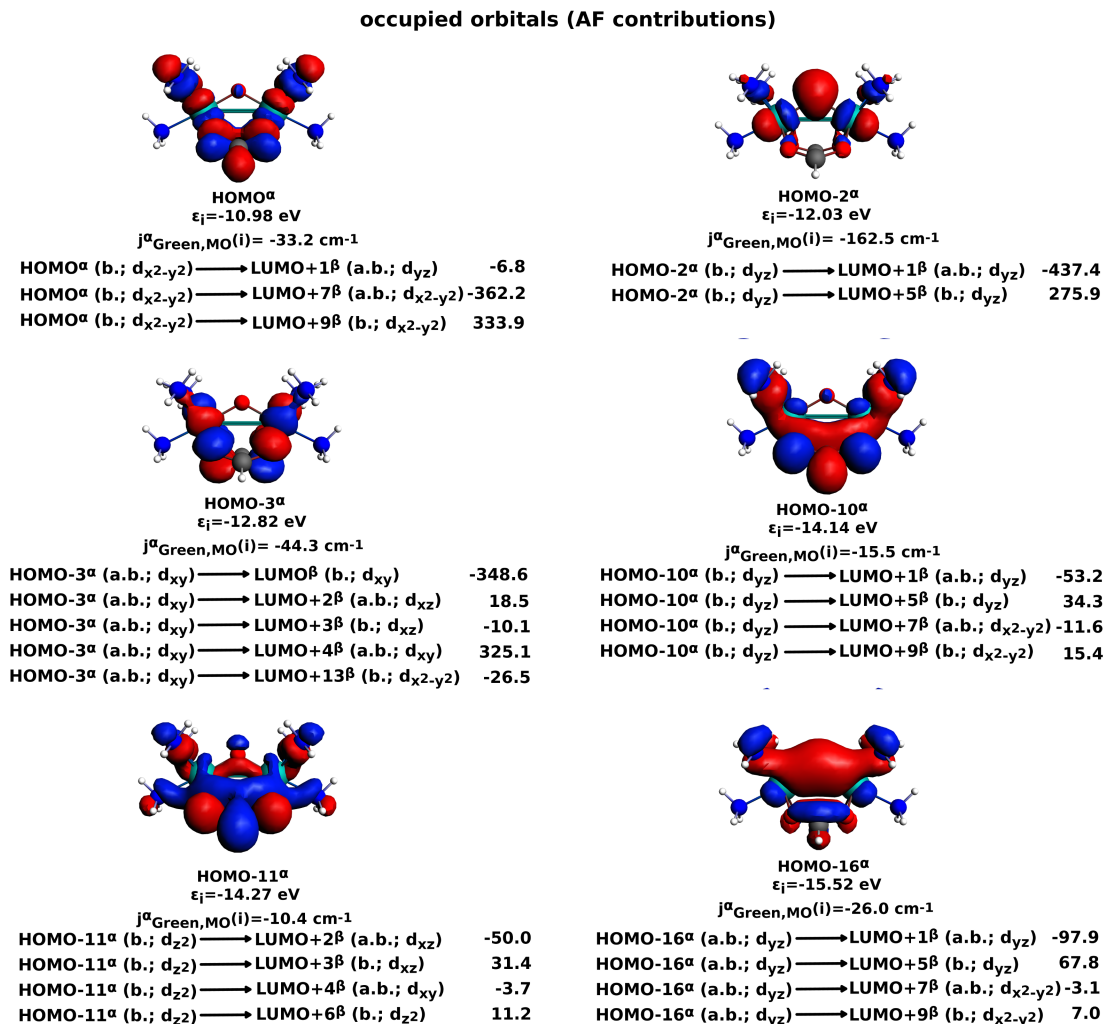 occupied orbitals (AF contributions)
HOMOα
εi=-10.98 eV
jαGreen,MO(i)= -33.2 cm-1
HOMOα (b.; dx2-y2) ⟶ LUMO+1β (a.b.; dyz) -6.8
HOMOα (b.; dx2-y2) ⟶ LUMO+7β (a.b.; dx2-y2) -362.2
HOMOα (b.; dx2-y2) ⟶ LUMO+9β (b.; dx2-y2) 333.9
HOMO-2α
εi=-12.03 eV
jαGreen,MO(i)= -162.5 cm-1
HOMO-2α (b.; dyz) ⟶ LUMO+1β (a.b.; dyz) -437.4
HOMO-2α (b.; dyz) ⟶ LUMO+5β (b.; dyz) 275.9
HOMO-3α
εi=-12.82 eV
jαGreen,MO(i)= -44.3 cm-1
HOMO-3α (a.b.; dxy) ⟶ LUMOβ (b.; dxy) -348.6
HOMO-3α (a.b.; dxy) ⟶ LUMO+2β (a.b.; dxz) 18.5
HOMO-3α (a.b.; dxy) ⟶ LUMO+3β (b.; dxz) -10.1
HOMO-3α (a.b.; dxy) ⟶ LUMO+4β (a.b.; dxy) 325.1
HOMO-3α (a.b.; dxy) ⟶ LUMO+13β (b.; dx2-y2) -26.5
HOMO-10α
εi=-14.14 eV
jαGreen,MO(i)=-15.5 cm-1
HOMO-10α (b.; dyz) ⟶ LUMO+1β (a.b.; dyz) -53.2
HOMO-10α (b.; dyz) ⟶ LUMO+5β (b.; dyz) 34.3
HOMO-10α (b.; dyz) ⟶ LUMO+7β (a.b.; dx2-y2) -11.6
HOMO-10α (b.; dyz) ⟶ LUMO+9β (b.; dx2-y2) 15.4
HOMO-11α
εi=-14.27 eV
jαGreen,MO(i)=-10.4 cm-1
HOMO-11α (b.; dz2) ⟶ LUMO+2β (a.b.; dxz) -50.0
HOMO-11α (b.; dz2) ⟶ LUMO+3β (b.; dxz) 31.4
HOMO-11α (b.; dz2) ⟶ LUMO+4β (a.b.; dxy) -3.7
HOMO-11α (b.; dz2) ⟶ LUMO+6β (b.; dz2) 11.2
HOMO-16α
εi=-15.52 eV
jαGreen,MO(i)=-26.0 cm-1
HOMO-16α (a.b.; dyz) ⟶ LUMO+1β (a.b.; dyz) -97.9
HOMO-16α (a.b.; dyz) ⟶ LUMO+5β (b.; dyz) 67.8
HOMO-16α (a.b.; dyz) ⟶ LUMO+7β (a.b.; dx2-y2) -3.1
HOMO-16α (a.b.; dyz) ⟶ LUMO+9β (b.; dx2-y2) 7.0